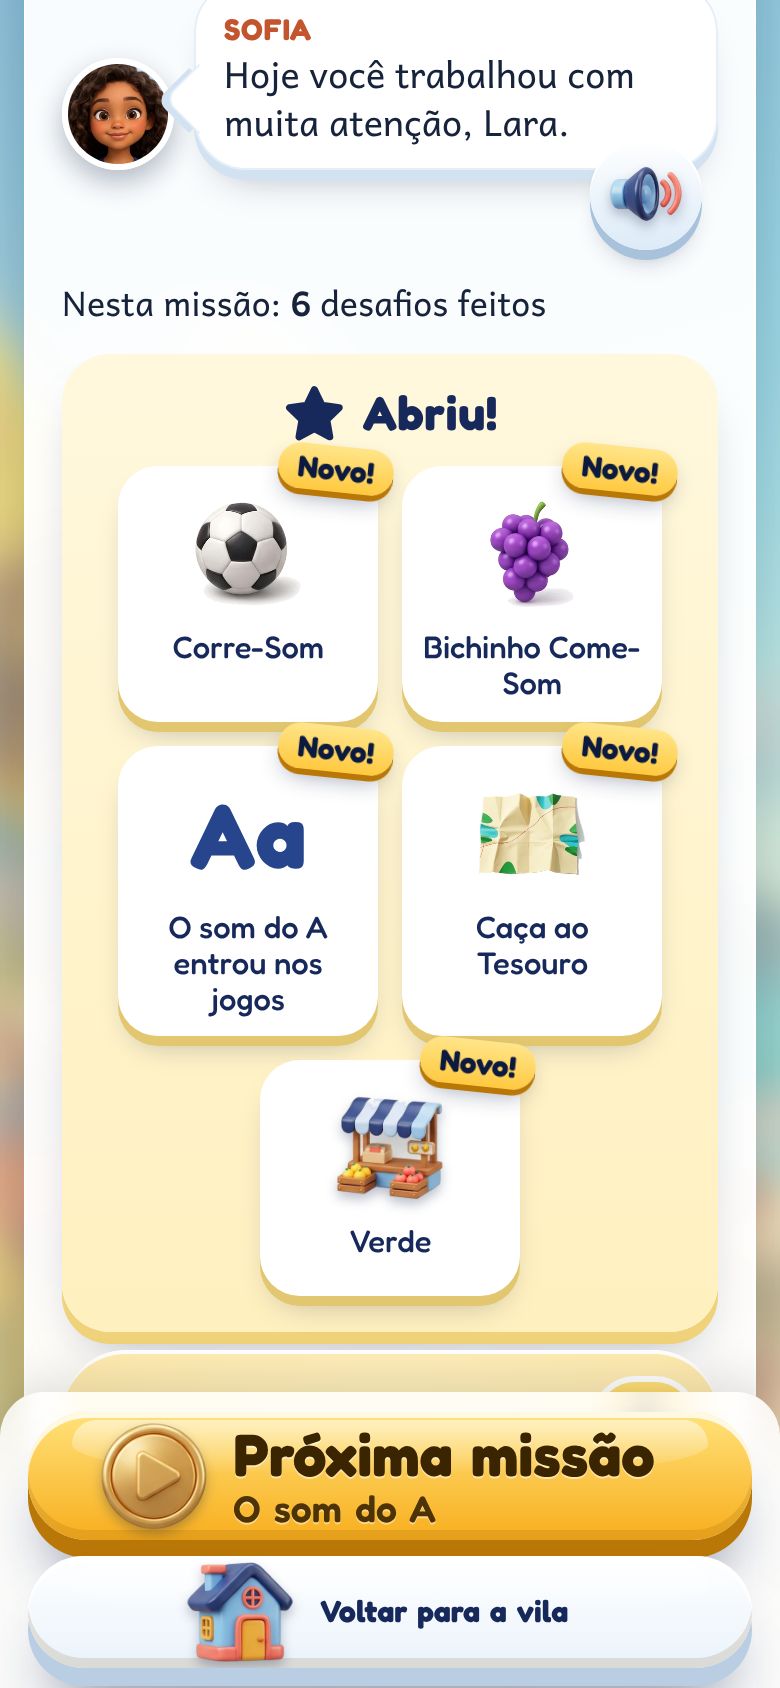 SOFIA
Hoje você trabalhou com
muita atenção, Lara.
Nesta missão: 6 desafios feitos
Abriu!
Novo!
Novo!
Corre-Som
Bichinho Come-
Som
Novo!
Novo!
Aa
O som do A
entrou nos
jogos
Caça ao
Tesouro
Novo!
Verde
Próxima missão
O som do A
Voltar para a vila